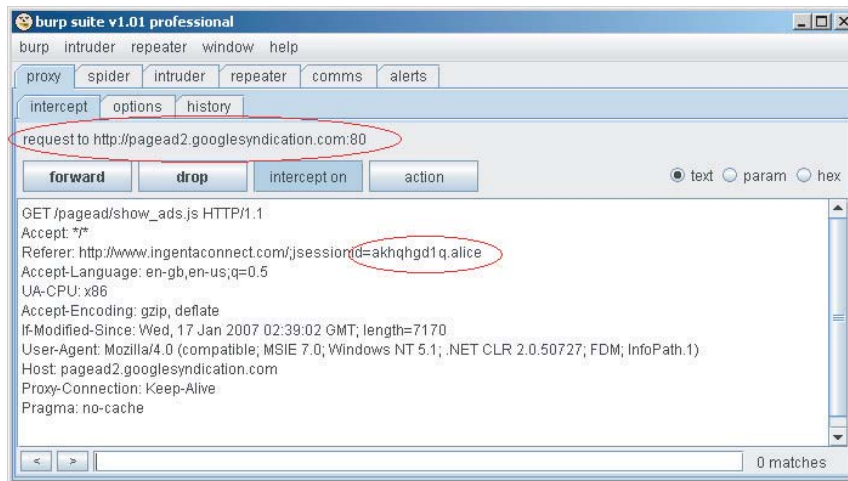 burp suite v1.01 professional
burp intruder repeater window help
proxy spider intruder repeater comms alerts
intercept options history
request to http://pagead2.googlesyndication.com:80
forward drop intercept on action text param hex
GET /pagead/show_ads.js HTTP/1.1
Accept: */*
Referer: http://www.ingentaconnect.com/;jsessionid=akhqhgd1q.alice
Accept-Language: en-gb,en-us;q=0.5
UA-CPU: x86
Accept-Encoding: gzip, deflate
If-Modified-Since: Wed, 17 Jan 2007 02:39:02 GMT; length=7170
User-Agent: Mozilla/4.0 (compatible; MSIE 7.0; Windows NT 5.1; .NET CLR 2.0.50727; FDM; InfoPath.1)
Host: pagead2.googlesyndication.com
Proxy-Connection: Keep-Alive
Pragma: no-cache
< > 0 matches